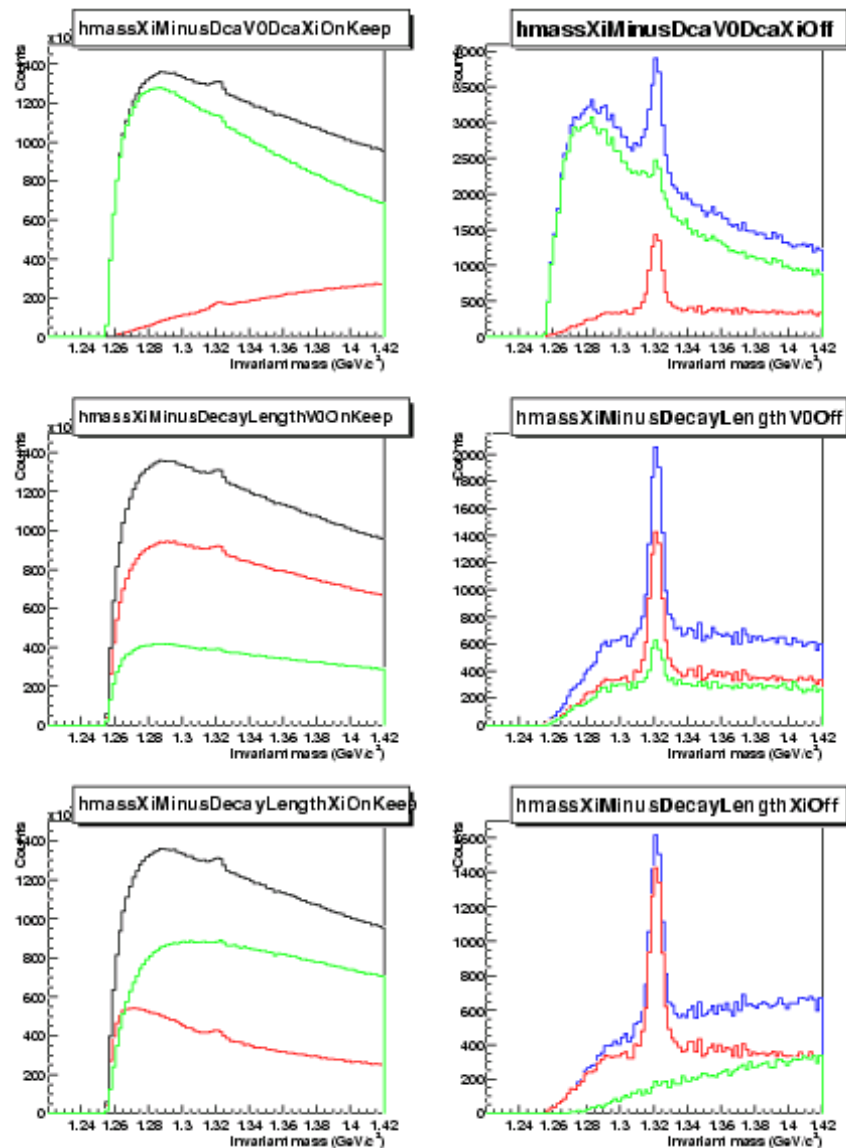 hmassXiMinusDcaV0DcaXiOnKeep
hmassXiMinusDcaV0DcaXiOff
Counts
1400
1200
1000
800
600
400
200
0
1.24 1.26 1.28 1.3 1.32 1.34 1.36 1.38 1.4 1.42
Invariant mass (GeV/c²)
Counts
4000
3500
3000
2500
2000
1500
1000
500
0
1.24 1.26 1.28 1.3 1.32 1.34 1.36 1.38 1.4 1.42
Invariant mass (GeV/c²)
hmassXiMinusDecayLengthV0OnKeep
hmassXiMinusDecayLengthV0Off
Counts
1400
1200
1000
800
600
400
200
0
1.24 1.26 1.28 1.3 1.32 1.34 1.36 1.38 1.4 1.42
Invariant mass (GeV/c²)
Counts
2000
1800
1600
1400
1200
1000
800
600
400
200
0
1.24 1.26 1.28 1.3 1.32 1.34 1.36 1.38 1.4 1.42
Invariant mass (GeV/c²)
hmassXiMinusDecayLengthXiOnKeep
hmassXiMinusDecayLengthXiOff
Counts
1400
1200
1000
800
600
400
200
0
1.24 1.26 1.28 1.3 1.32 1.34 1.36 1.38 1.4 1.42
Invariant mass (GeV/c²)
Counts
1600
1400
1200
1000
800
600
400
200
0
1.24 1.26 1.28 1.3 1.32 1.34 1.36 1.38 1.4 1.42
Invariant mass (GeV/c²)